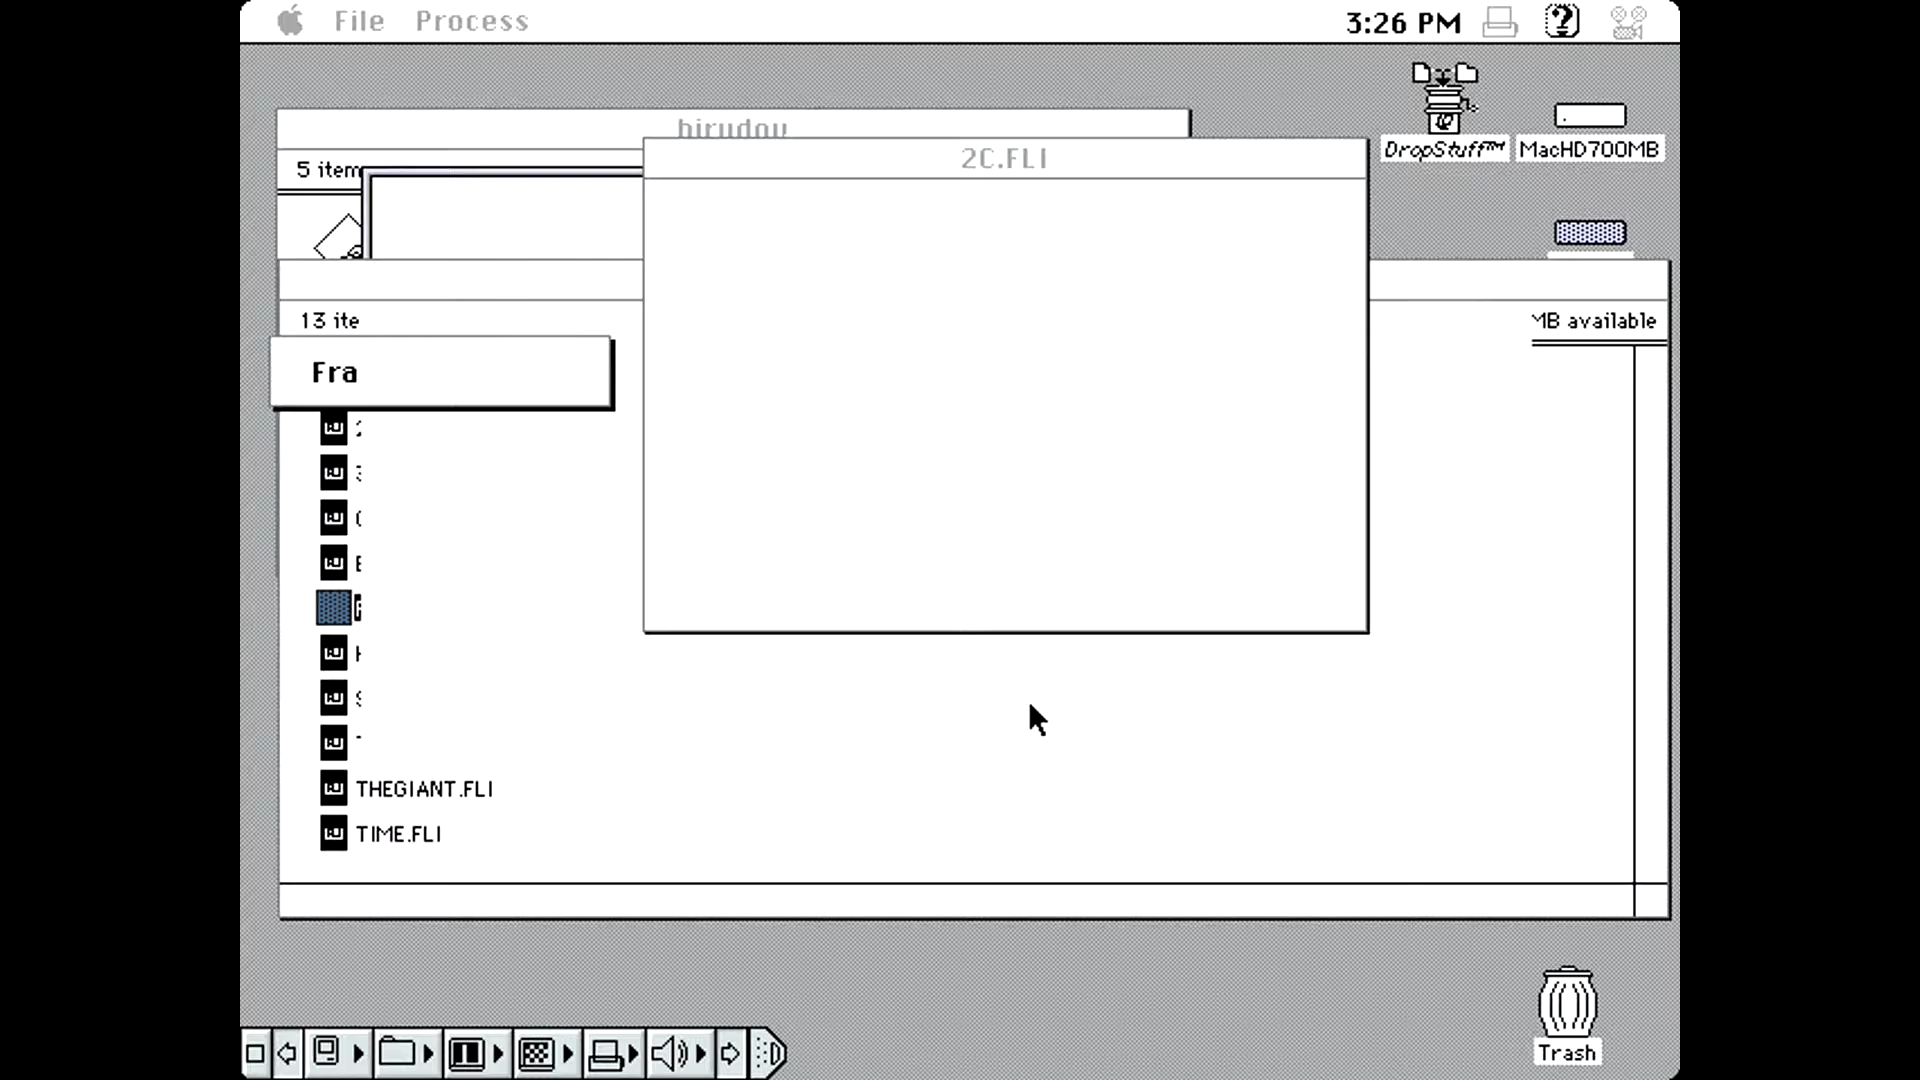 File Process
3:26 PM
DropStuff™
MacHD700MB
2C.FLI
5 item
13 ite
MB available
Fra
THEGIANT.FLI
TIME.FLI
Trash